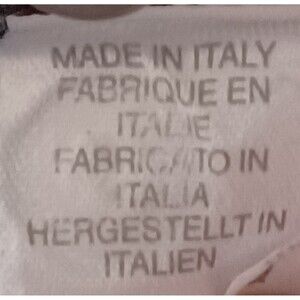 MADE IN ITALY
FABRIQUE EN
ITALIE
FABRICATO IN
ITALIA
HERGESTELLT IN
ITALIEN